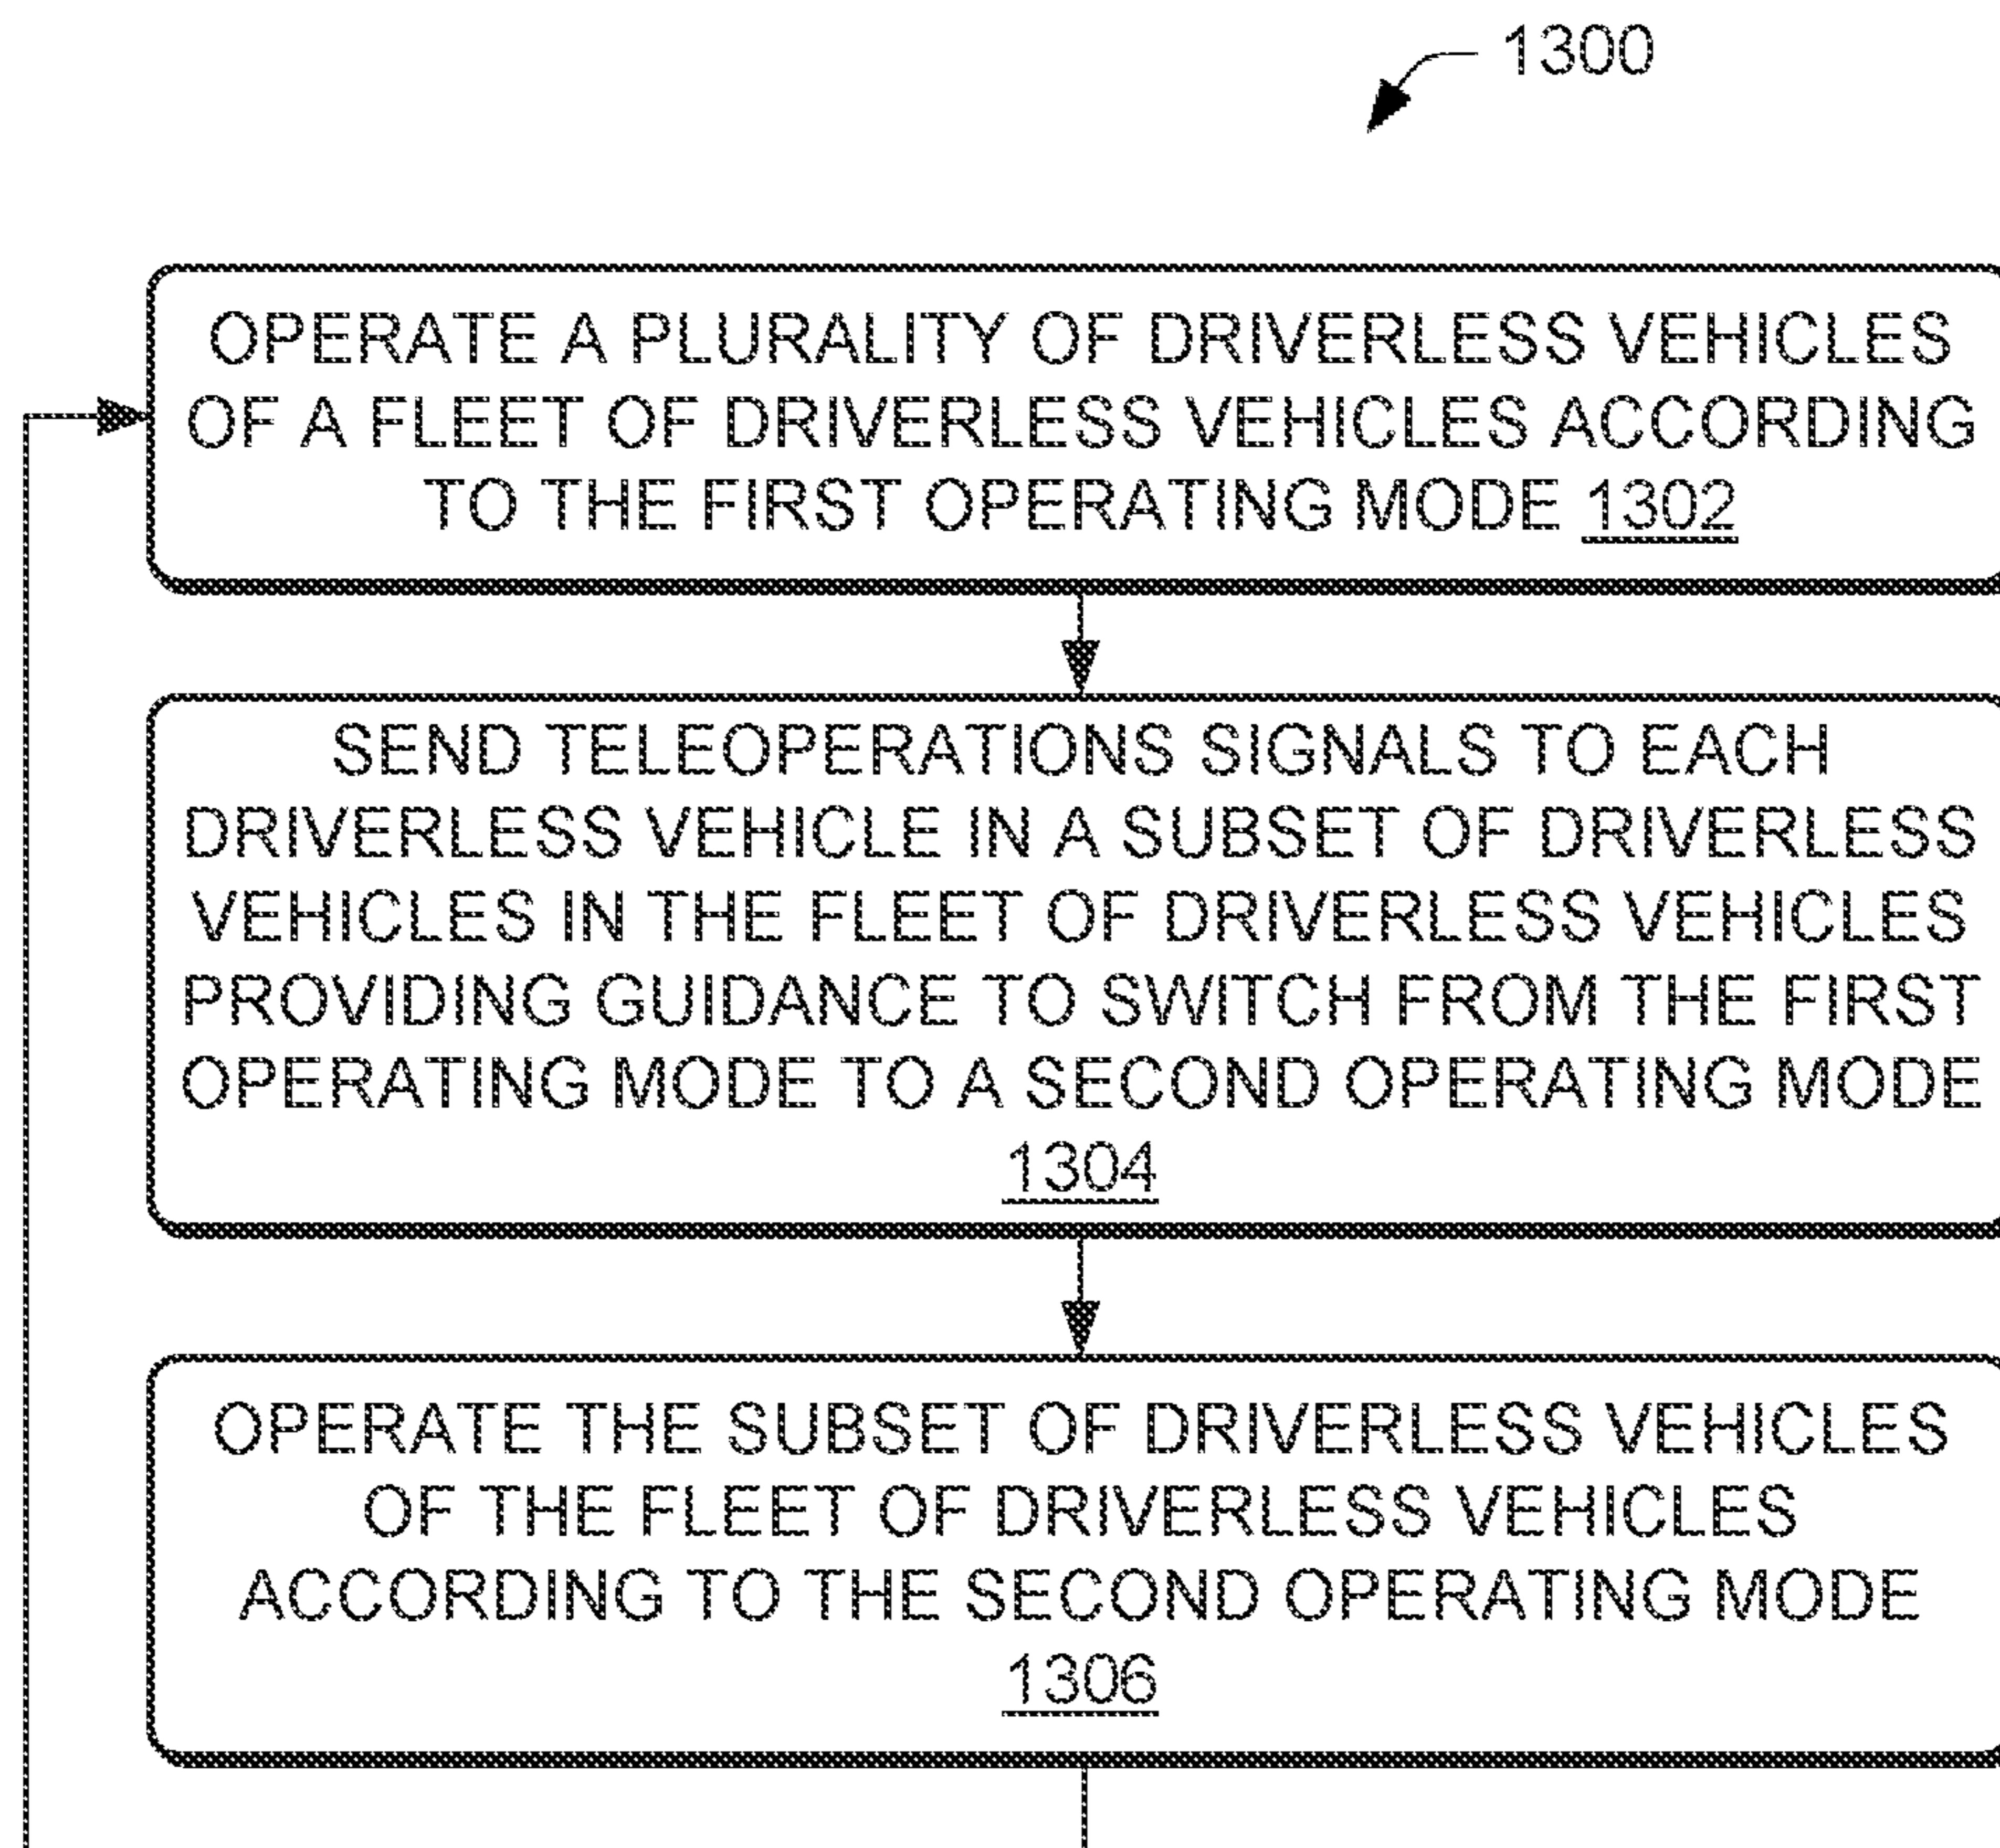 1300
OPERATE A PLURALITY OF DRIVERLESS VEHICLES
OF A FLEET OF DRIVERLESS VEHICLES ACCORDING
TO THE FIRST OPERATING MODE 1302
SEND TELEOPERATIONS SIGNALS TO EACH
DRIVERLESS VEHICLE IN A SUBSET OF DRIVERLESS
VEHICLES IN THE FLEET OF DRIVERLESS VEHICLES
PROVIDING GUIDANCE TO SWITCH FROM THE FIRST
OPERATING MODE TO A SECOND OPERATING MODE
1304
OPERATE THE SUBSET OF DRIVERLESS VEHICLES
OF THE FLEET OF DRIVERLESS VEHICLES
ACCORDING TO THE SECOND OPERATING MODE
1306